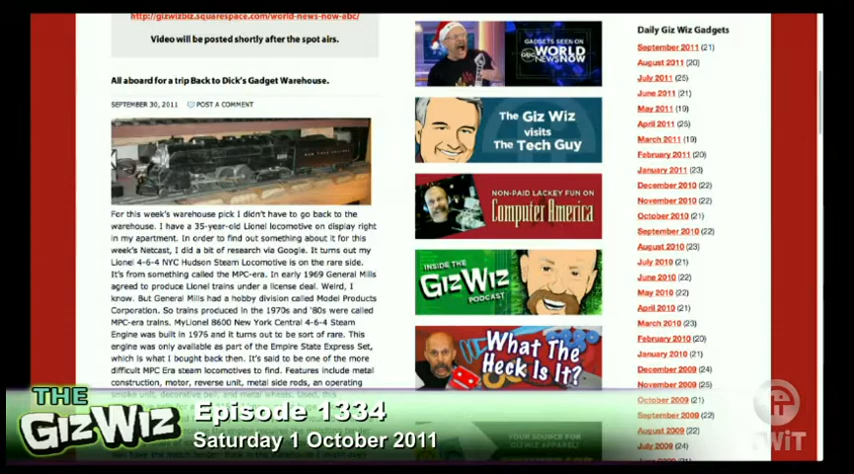 http://gizwizbiz.squarespace.com/world-news-now-abc/
Video will be posted shortly after the spot airs.
All aboard for a trip Back to Dick's Gadget Warehouse.
SEPTEMBER 30, 2011 POST A COMMENT
For this week's warehouse pick I didn't have to go back to the
warehouse. I have a 35-year-old Lionel locomotive on display right
in my apartment. In order to find out something about it for this
week's Netcast, I did a bit of research via Google. It turns out my
Lionel 4-6-4 NYC Hudson Steam Locomotive is on the rare side.
It's from something called the MPC-era. In early 1969 General Mills
agreed to produce Lionel trains under a license deal. Weird, I
know. But General Mills had a hobby division called Model Products
Corporation. So trains produced in the 1970s and '80s were called
MPC-era trains. MyLionel 8600 New York Central 4-6-4 Steam
Engine was built in 1976 and it turns out to be sort of rare. This
engine was only available as part of the Empire State Express Set,
which is what I bought back then. It's said to be one of the more
difficult MPC Era steam locomotives to find. Features include metal
construction, motor, reverse unit, metal side rods, an operating
smoke unit, decorative bell, and metal wheels. Used, this
GADGETS SEEN ON
abc WORLD
NEWS NOW
The Giz Wiz
visits
The Tech Guy
NON-PAID LACKEY FUN ON
Computer America
INSIDE THE
GizWiz
PODCAST
What The
Heck Is It?
YOUR SOURCE FOR
GIZWIZ APPAREL!
Daily Giz Wiz Gadgets
September 2011 (21)
August 2011 (20)
July 2011 (25)
June 2011 (21)
May 2011 (19)
April 2011 (25)
March 2011 (19)
February 2011 (20)
January 2011 (23)
December 2010 (22)
November 2010 (22)
October 2010 (21)
September 2010 (22)
August 2010 (23)
July 2010 (21)
June 2010 (22)
May 2010 (22)
April 2010 (21)
March 2010 (23)
February 2010 (20)
January 2010 (21)
December 2009 (24)
November 2009 (25)
October 2009 (21)
September 2009 (22)
August 2009 (22)
July 2009 (24)
THE
GizWiz
Episode 1334
Saturday 1 October 2011
TWiT